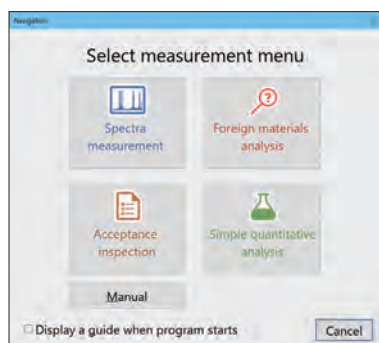 Navigation
Select measurement menu
Spectra
measurement
Foreign materials
analysis
Acceptance
inspection
Simple quantitative
analysis
Manual
Display a guide when program starts
Cancel